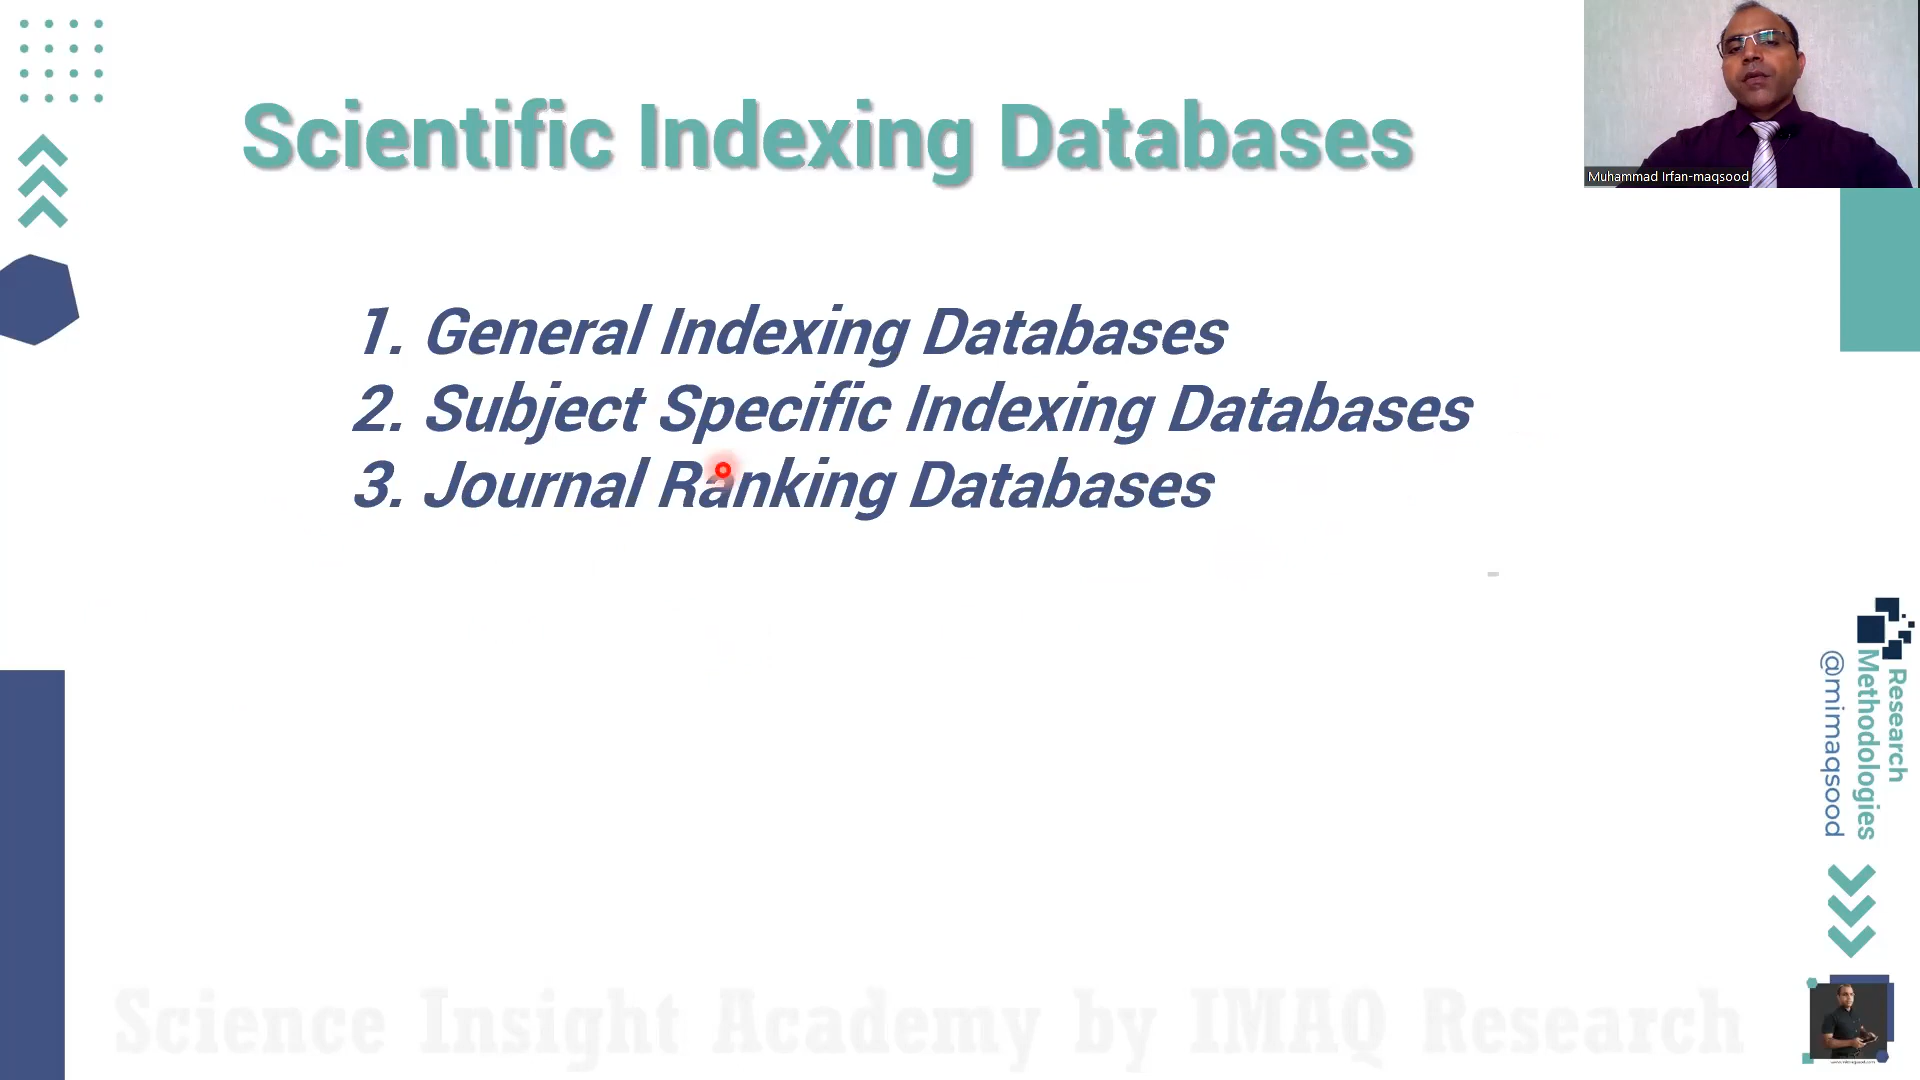 Scientific Indexing Databases
Muhammad Irfan-maqsood
1. General Indexing Databases
2. Subject Specific Indexing Databases
3. Journal Ranking Databases
Research
Methodologies
@mimaqsood
Science Insight Academy by IMAQ Research